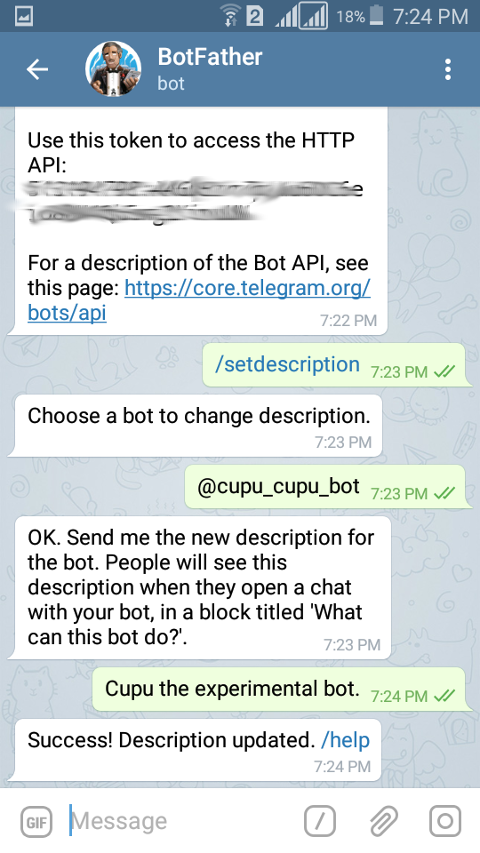 2 18% 7:24 PM
BotFather
bot
Use this token to access the HTTP
API:
For a description of the Bot API, see
this page: https://core.telegram.org/
bots/api
7:22 PM
/setdescription 7:23 PM
Choose a bot to change description.
7:23 PM
@cupu_cupu_bot 7:23 PM
OK. Send me the new description for
the bot. People will see this
description when they open a chat
with your bot, in a block titled 'What
can this bot do?'.
7:23 PM
Cupu the experimental bot. 7:24 PM
Success! Description updated. /help
7:24 PM
GIF Message /